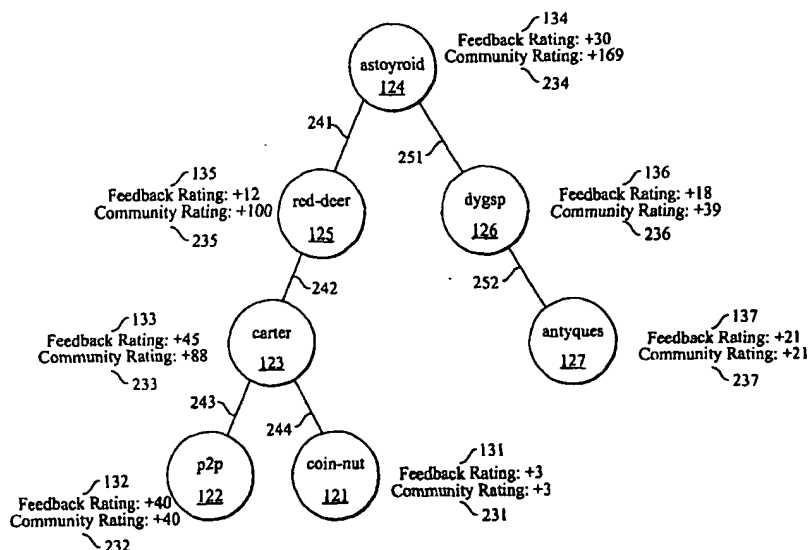 134
Feedback Rating: +30
Community Rating: +169
234
astoyroid
124
241
251
135
Feedback Rating: +12
Community Rating: +100
235
red-deer
125
dygsp
126
136
Feedback Rating: +18
Community Rating: +39
236
242
252
133
Feedback Rating: +45
Community Rating: +88
233
carter
123
antyques
127
137
Feedback Rating: +21
Community Rating: +21
237
243
244
132
Feedback Rating: +40
Community Rating: +40
232
p2p
122
coin-nut
121
131
Feedback Rating: +3
Community Rating: +3
231